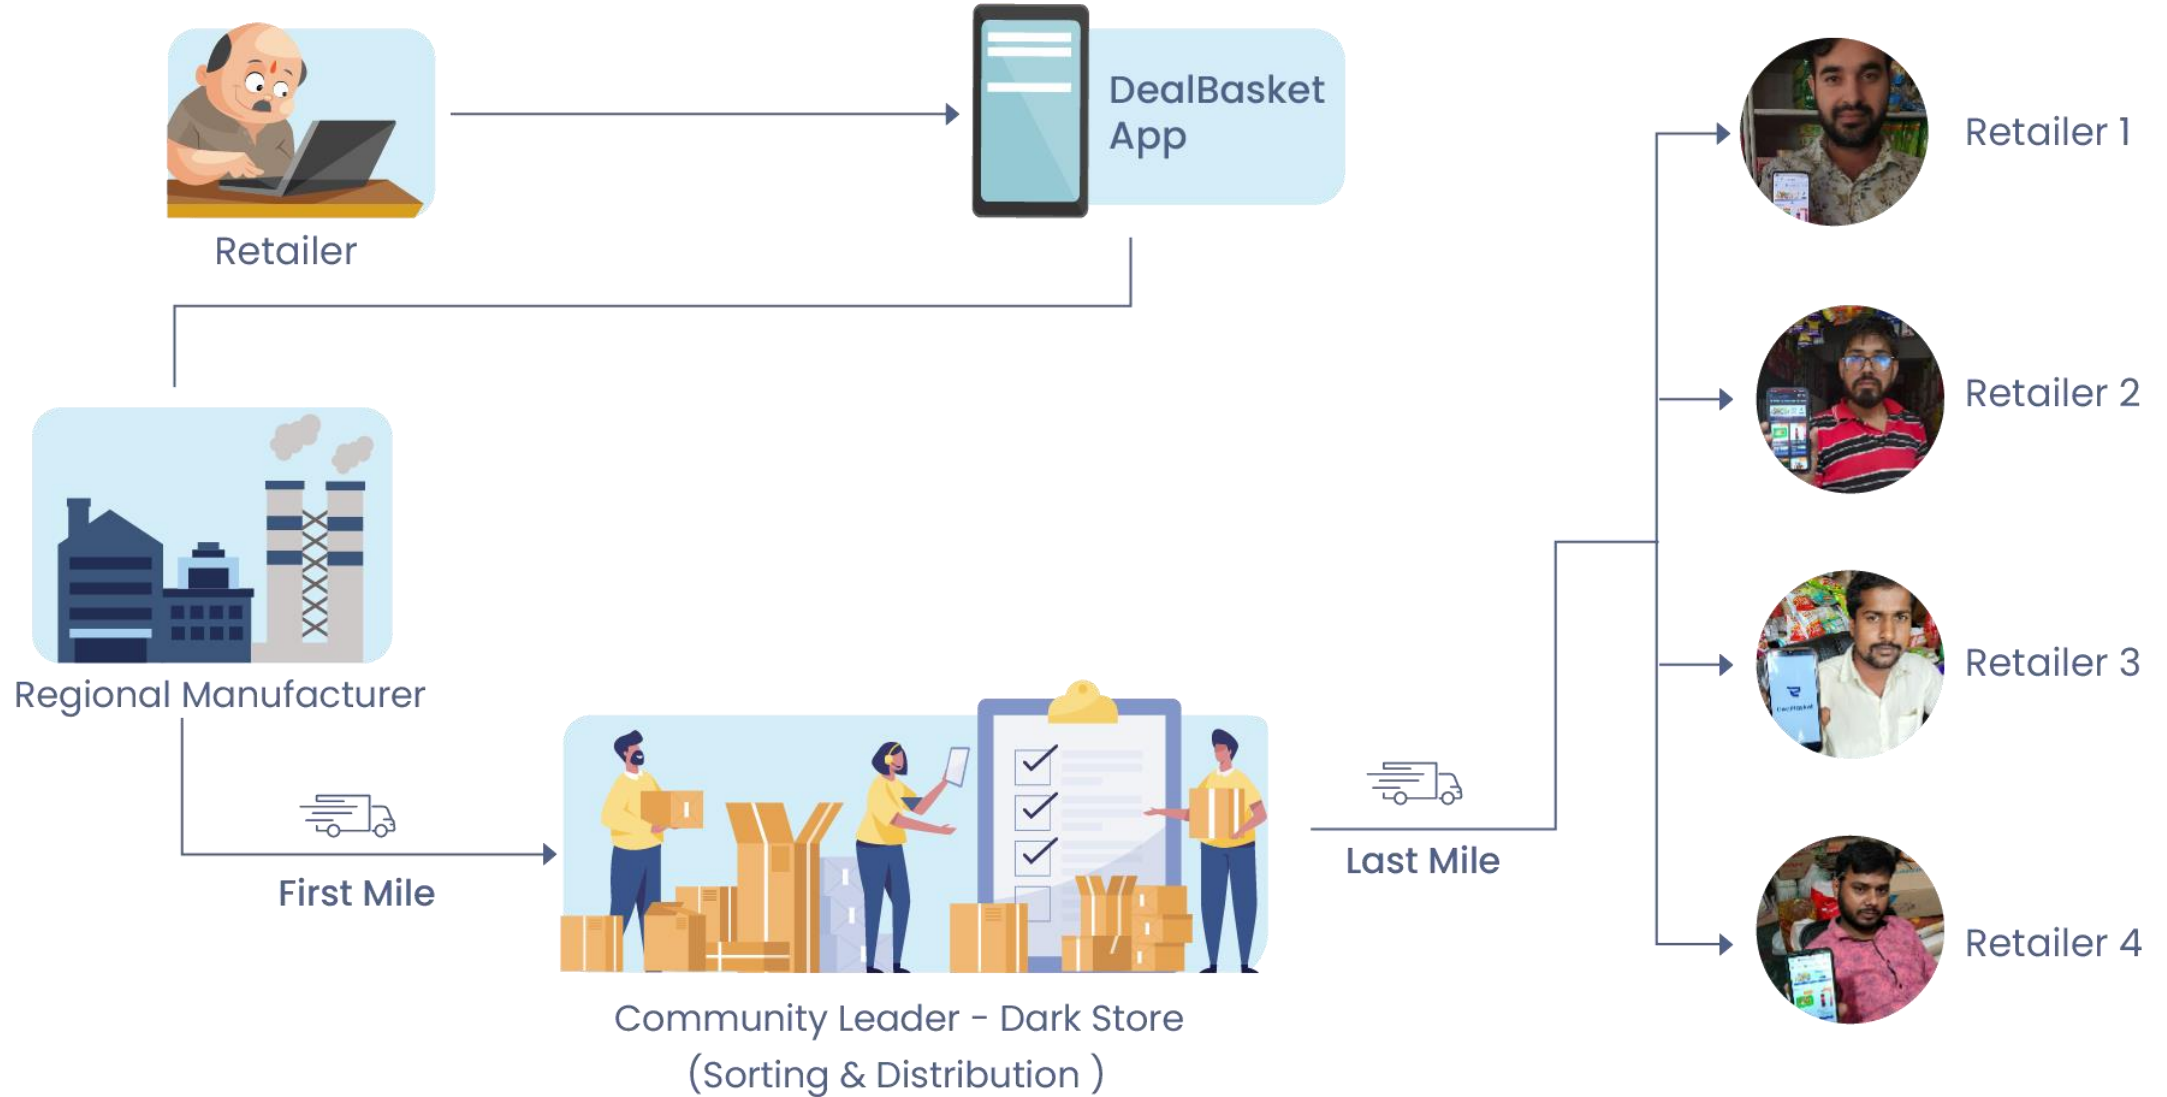 Retailer
DealBasket
App
Regional Manufacturer
First Mile
Community Leader - Dark Store
(Sorting & Distribution )
Last Mile
Retailer 1
Retailer 2
Retailer 3
Retailer 4